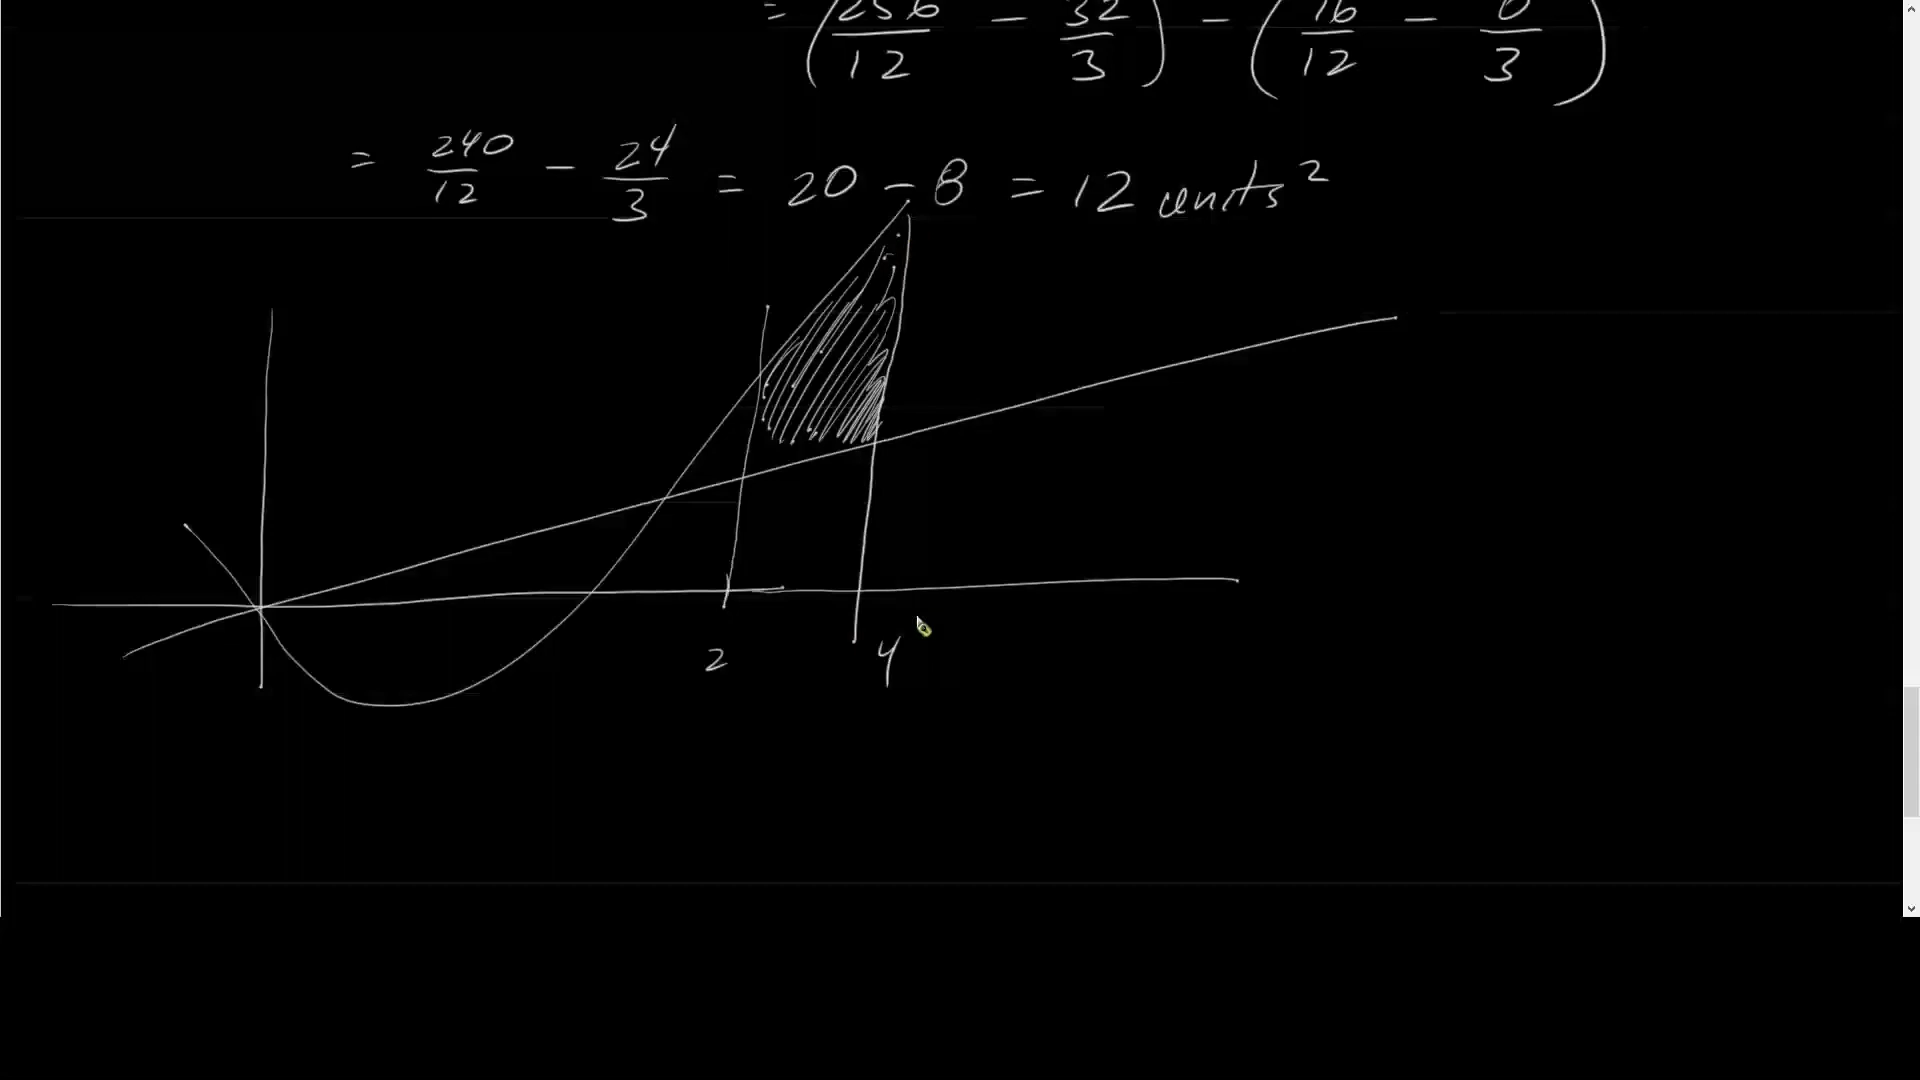 = (256/12 - 32/3) - (16/12 - 8/3)
= 240/12 - 24/3 = 20 - 8 = 12 units²
2 4